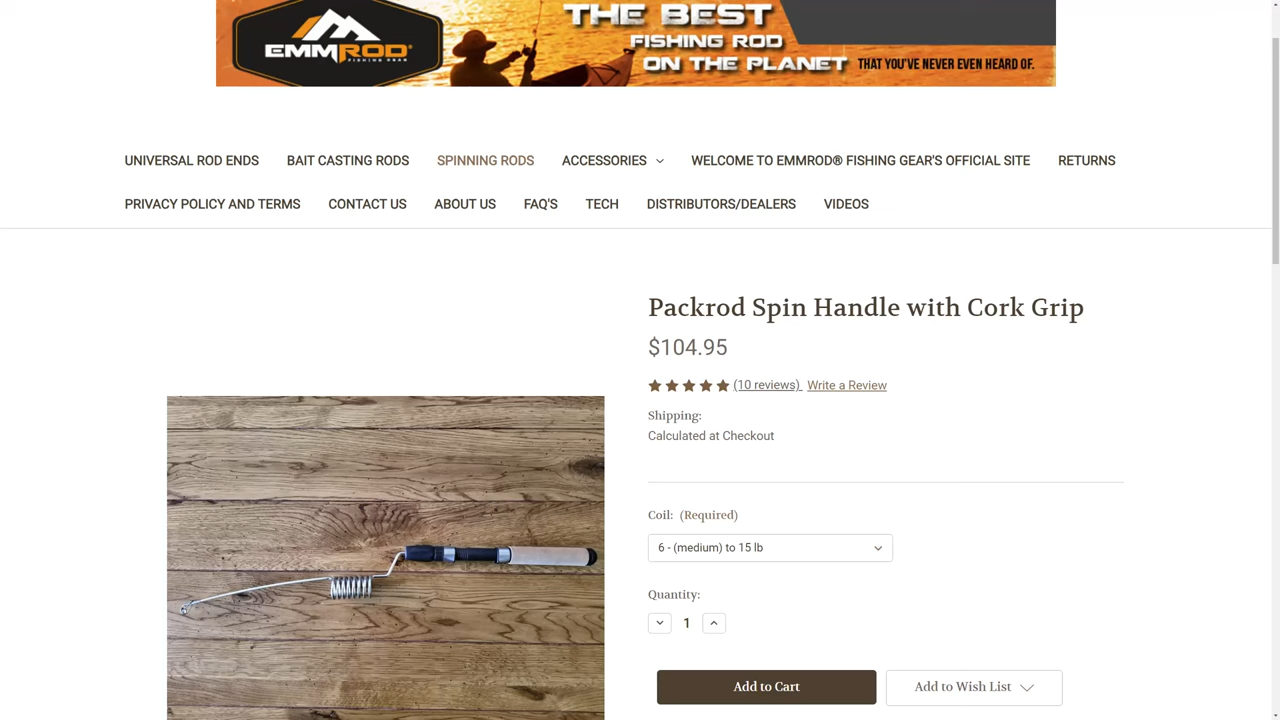 EMMROD®
FISHING GEAR
THE BEST
FISHING ROD
ON THE PLANET
THAT YOU'VE NEVER EVEN HEARD OF.
UNIVERSAL ROD ENDS BAIT CASTING RODS SPINNING RODS ACCESSORIES WELCOME TO EMMROD® FISHING GEAR'S OFFICIAL SITE RETURNS
PRIVACY POLICY AND TERMS CONTACT US ABOUT US FAQ'S TECH DISTRIBUTORS/DEALERS VIDEOS
Packrod Spin Handle with Cork Grip
$104.95
(10 reviews) Write a Review
Shipping:
Calculated at Checkout
Coil: (Required)
6 - (medium) to 15 lb
Quantity:
1
Add to Cart Add to Wish List